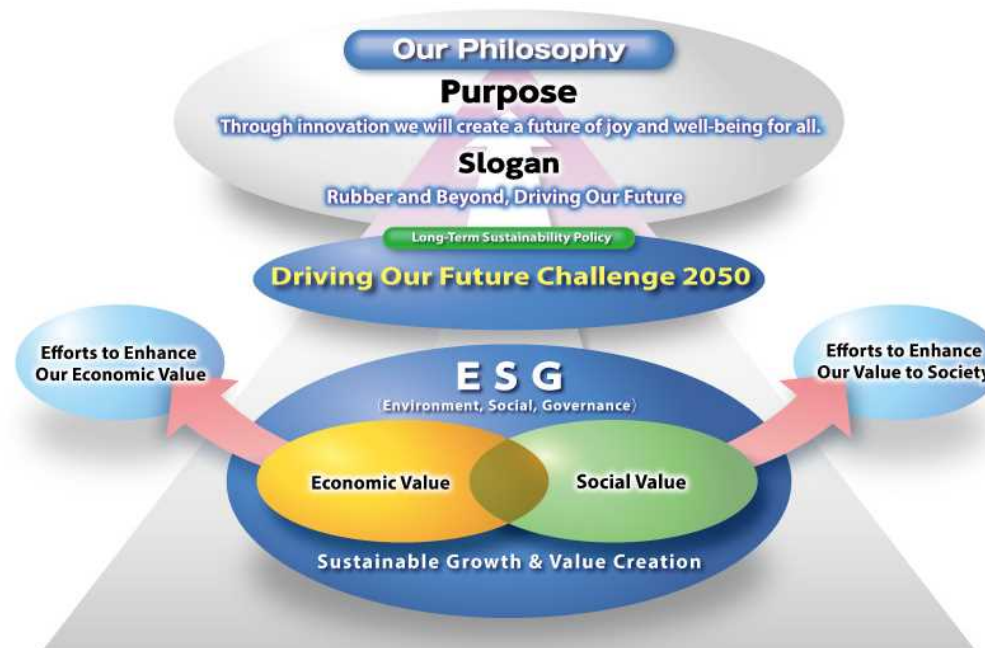 Our Philosophy
Purpose
Through innovation we will create a future of joy and well-being for all.
Slogan
Rubber and Beyond, Driving Our Future
Long-Term Sustainability Policy
Driving Our Future Challenge 2050
Efforts to Enhance
Our Economic Value
Efforts to Enhance
Our Value to Society
ESG
(Environment, Social, Governance)
Economic Value
Social Value
Sustainable Growth & Value Creation